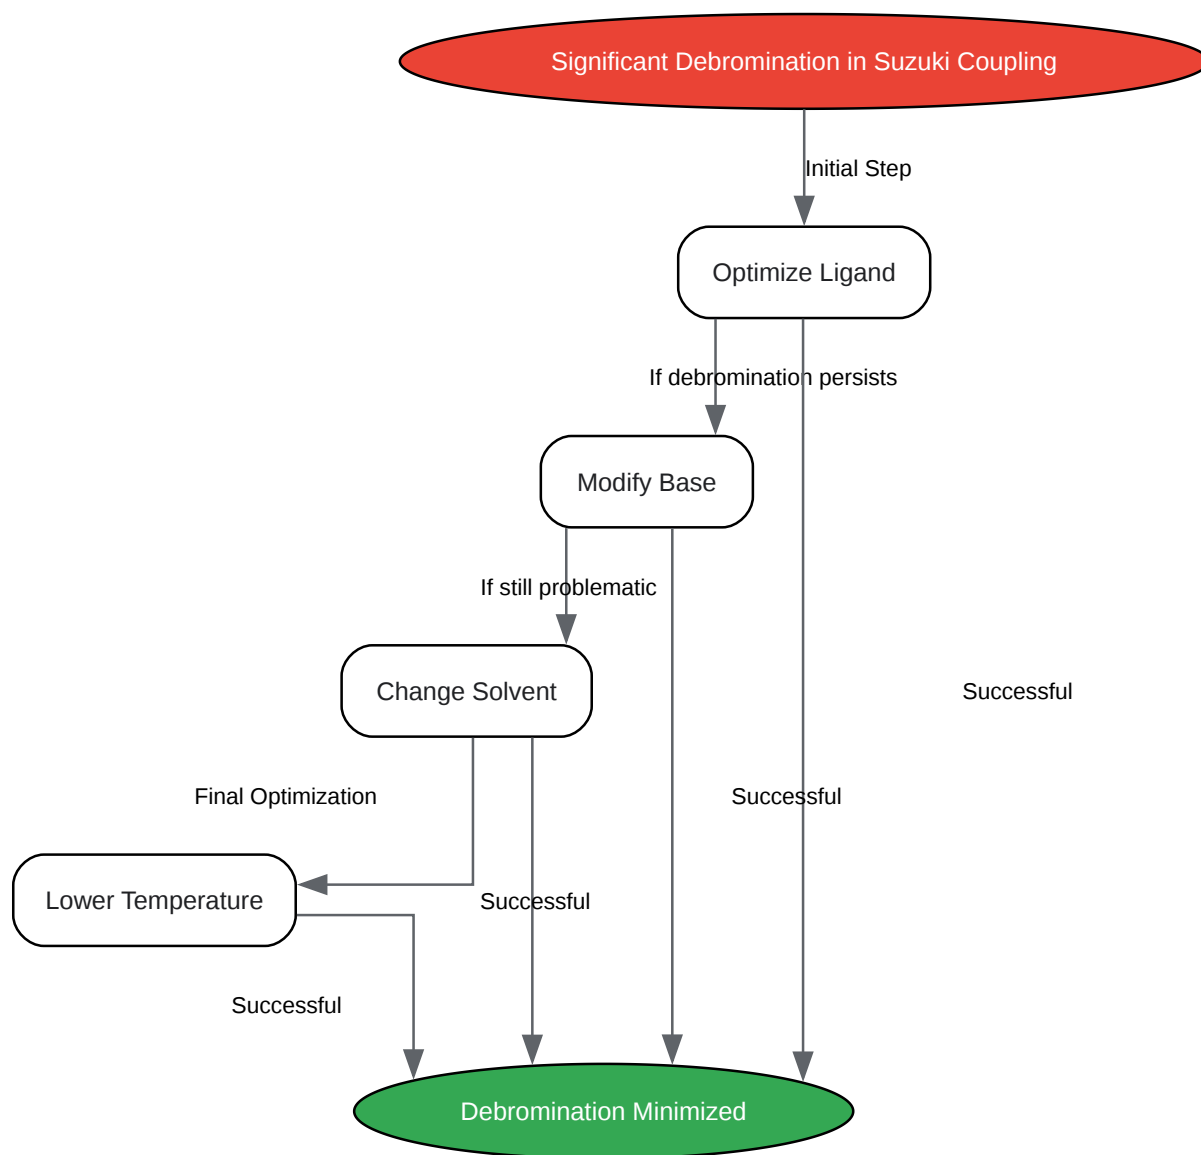 Significant Debromination in Suzuki Coupling
Initial Step
Optimize Ligand
If debromination persists
Modify Base
If still problematic
Change Solvent
Successful
Final Optimization
Successful
Lower Temperature
Successful
Successful
Debromination Minimized